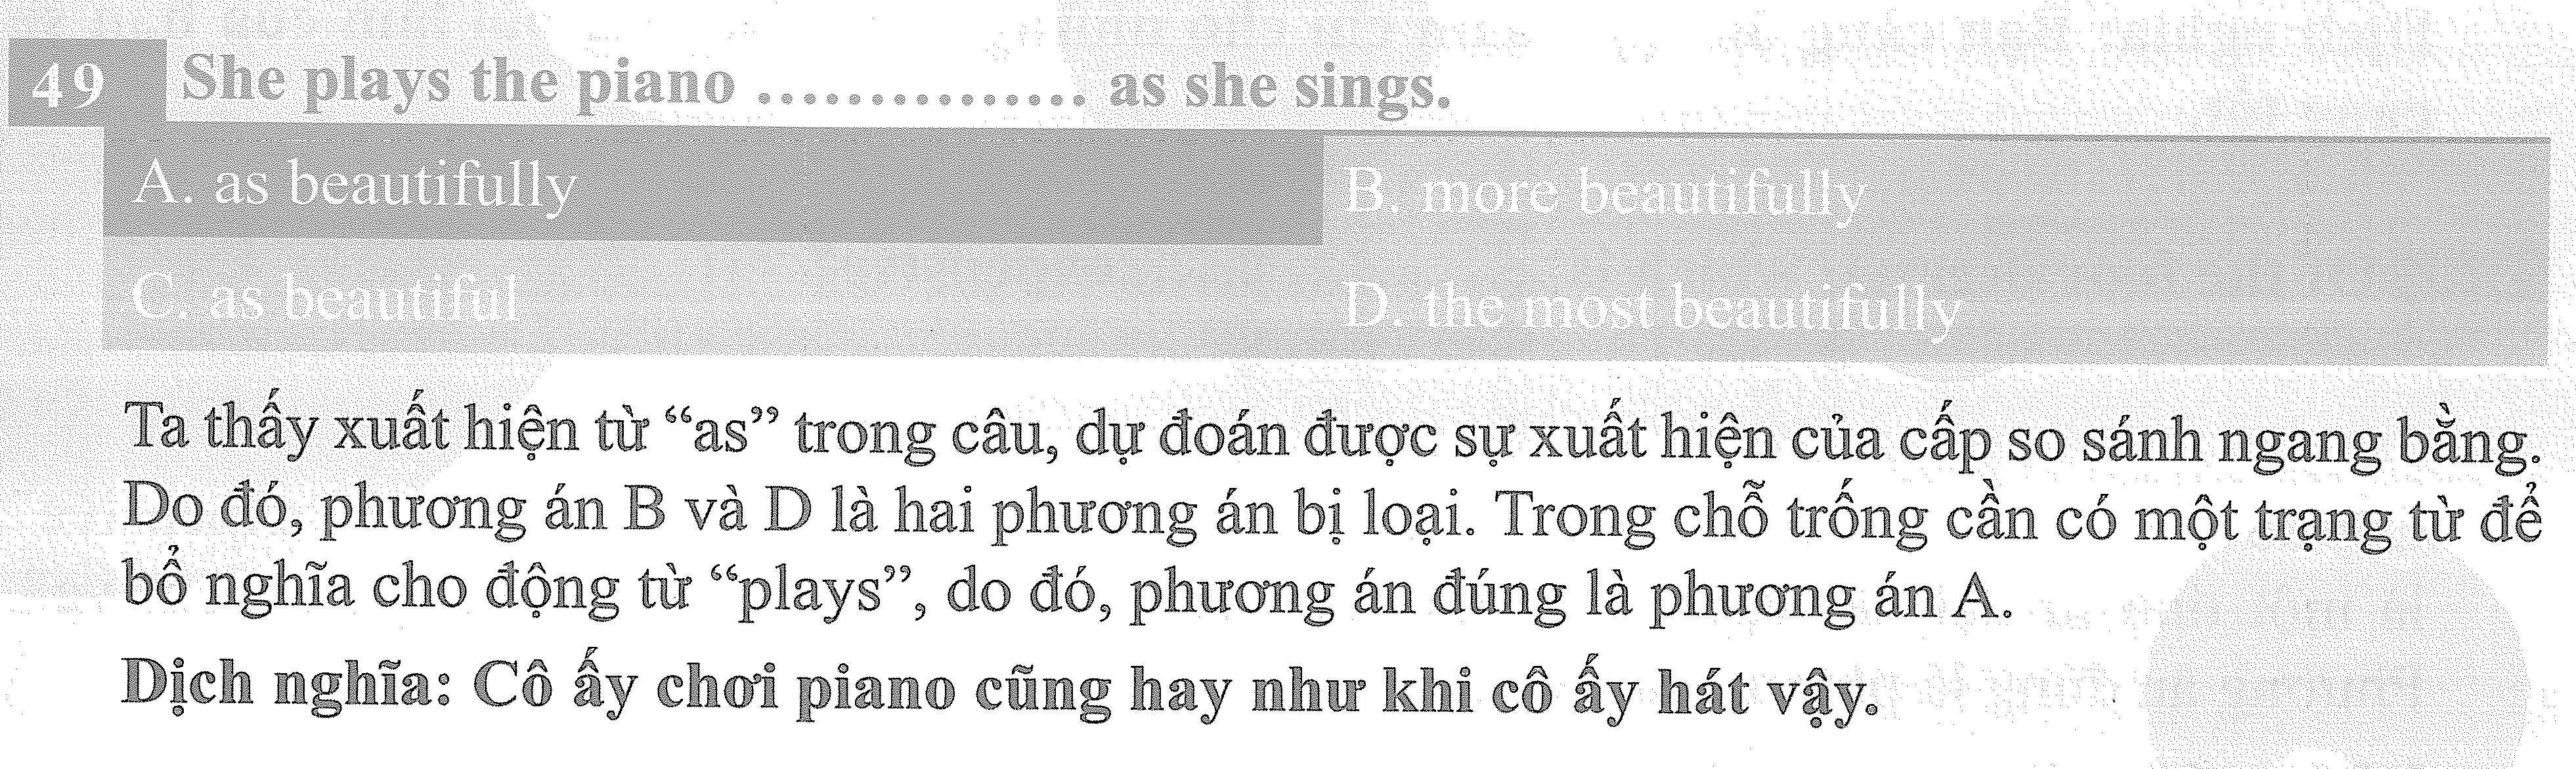 49 She plays the piano .............. as she sings.
A. as beautifully B. more beautifully
C. as beautiful D. the most beautifully
Ta thấy xuất hiện từ “as” trong câu, dự đoán được sự xuất hiện của cấp so sánh ngang bằng.
Do đó, phương án B và D là hai phương án bị loại. Trong chỗ trống cần có một trạng từ để
bổ nghĩa cho động từ “plays”, do đó, phương án đúng là phương án A.
Dịch nghĩa: Cô ấy chơi piano cũng hay như khi cô ấy hát vậy.